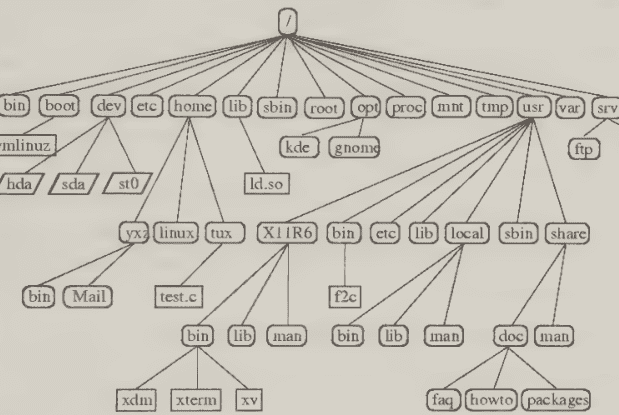 /
bin boot dev etc home lib sbin root opt proc mnt tmp usr var srv
vmlinuz
kde gnome ftp
hda sda st0 ld.so
yxz linux tux X11R6 bin etc lib local sbin share
bin Mail test.c f2c
bin lib man bin lib man doc man
xdm xterm xv faq howto packages